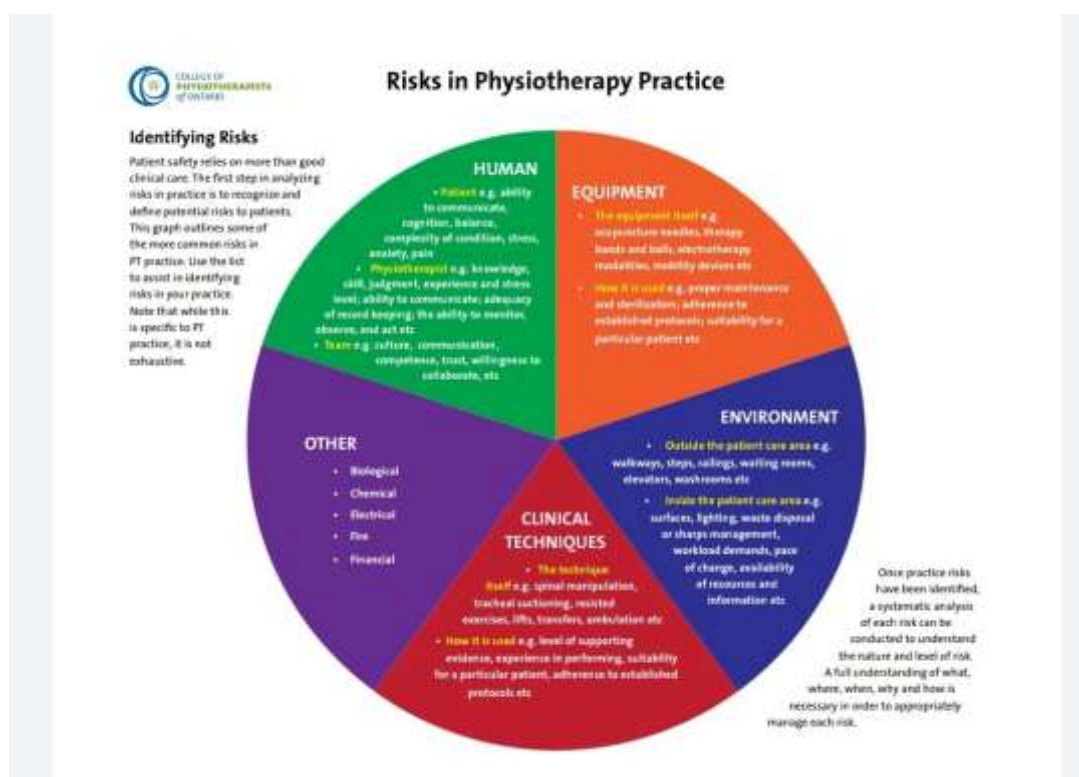 COLLEGE OF
PHYSIOTHERAPISTS
of ONTARIO
Risks in Physiotherapy Practice
Identifying Risks
Patient safety relies on more than good
clinical care. The first step in analyzing
risks in practice is to recognize and
define potential risks to patients.
This graph outlines some of
the more common risks in
PT practice. Use the list
to assist in identifying
risks in your practice.
Note that while this
is specific to PT
practice, it is not
exhaustive.
HUMAN
• Patient e.g. ability
to communicate,
cognition, balance,
complexity of condition, stress,
anxiety, pain
• Physiotherapist e.g. knowledge,
skill, judgment, experience and stress
level; ability to communicate; adequacy
of record keeping; the ability to monitor,
observe, and act etc
• Team e.g. culture, communication,
competence, trust, willingness to
collaborate, etc
EQUIPMENT
• The equipment itself e.g.
acupuncture needles, therapy
bands and balls, electrotherapy
modalities, mobility devices etc
• How it is used e.g. proper maintenance
and sterilization; adherence to
established protocols; suitability for a
particular patient etc
ENVIRONMENT
• Outside the patient care area e.g.
walkways, steps, railings, waiting rooms,
elevators, washrooms etc
• Inside the patient care area e.g.
surfaces, lighting, waste disposal
or sharps management,
workload demands, pace
of change, availability
of resources and
information etc
CLINICAL
TECHNIQUES
• The technique
itself e.g. spinal manipulation,
tracheal suctioning, resisted
exercises, lifts, transfers, ambulation etc
• How it is used e.g. level of supporting
evidence, experience in performing, suitability
for a particular patient, adherence to established
protocols etc
OTHER
• Biological
• Chemical
• Electrical
• Fire
• Financial
Once practice risks
have been identified,
a systematic analysis
of each risk can be
conducted to understand
the nature and level of risk.
A full understanding of what,
where, when, why and how is
necessary in order to appropriately
manage each risk.